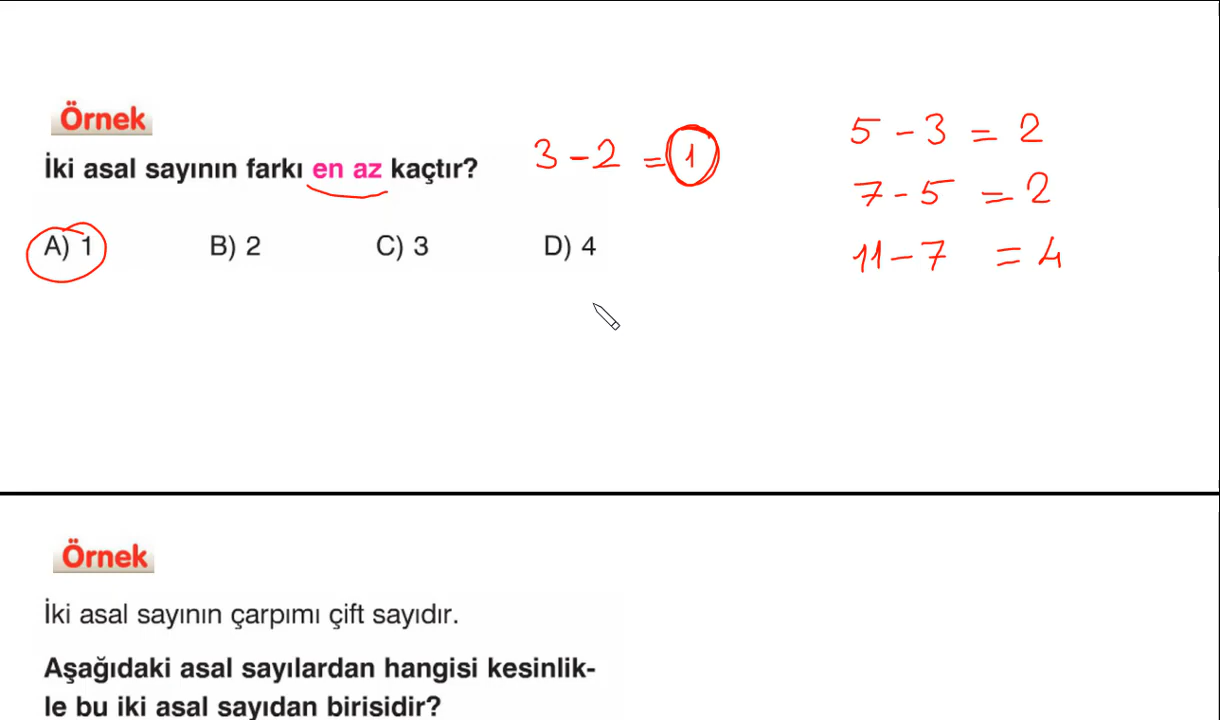 Örnek
İki asal sayının farkı en az kaçtır?
3 - 2 = 1
5 - 3 = 2
7 - 5 = 2
11 - 7 = 4
A) 1 B) 2 C) 3 D) 4
Örnek
İki asal sayının çarpımı çift sayıdır.
Aşağıdaki asal sayılardan hangisi kesinlik-
le bu iki asal sayıdan birisidir?